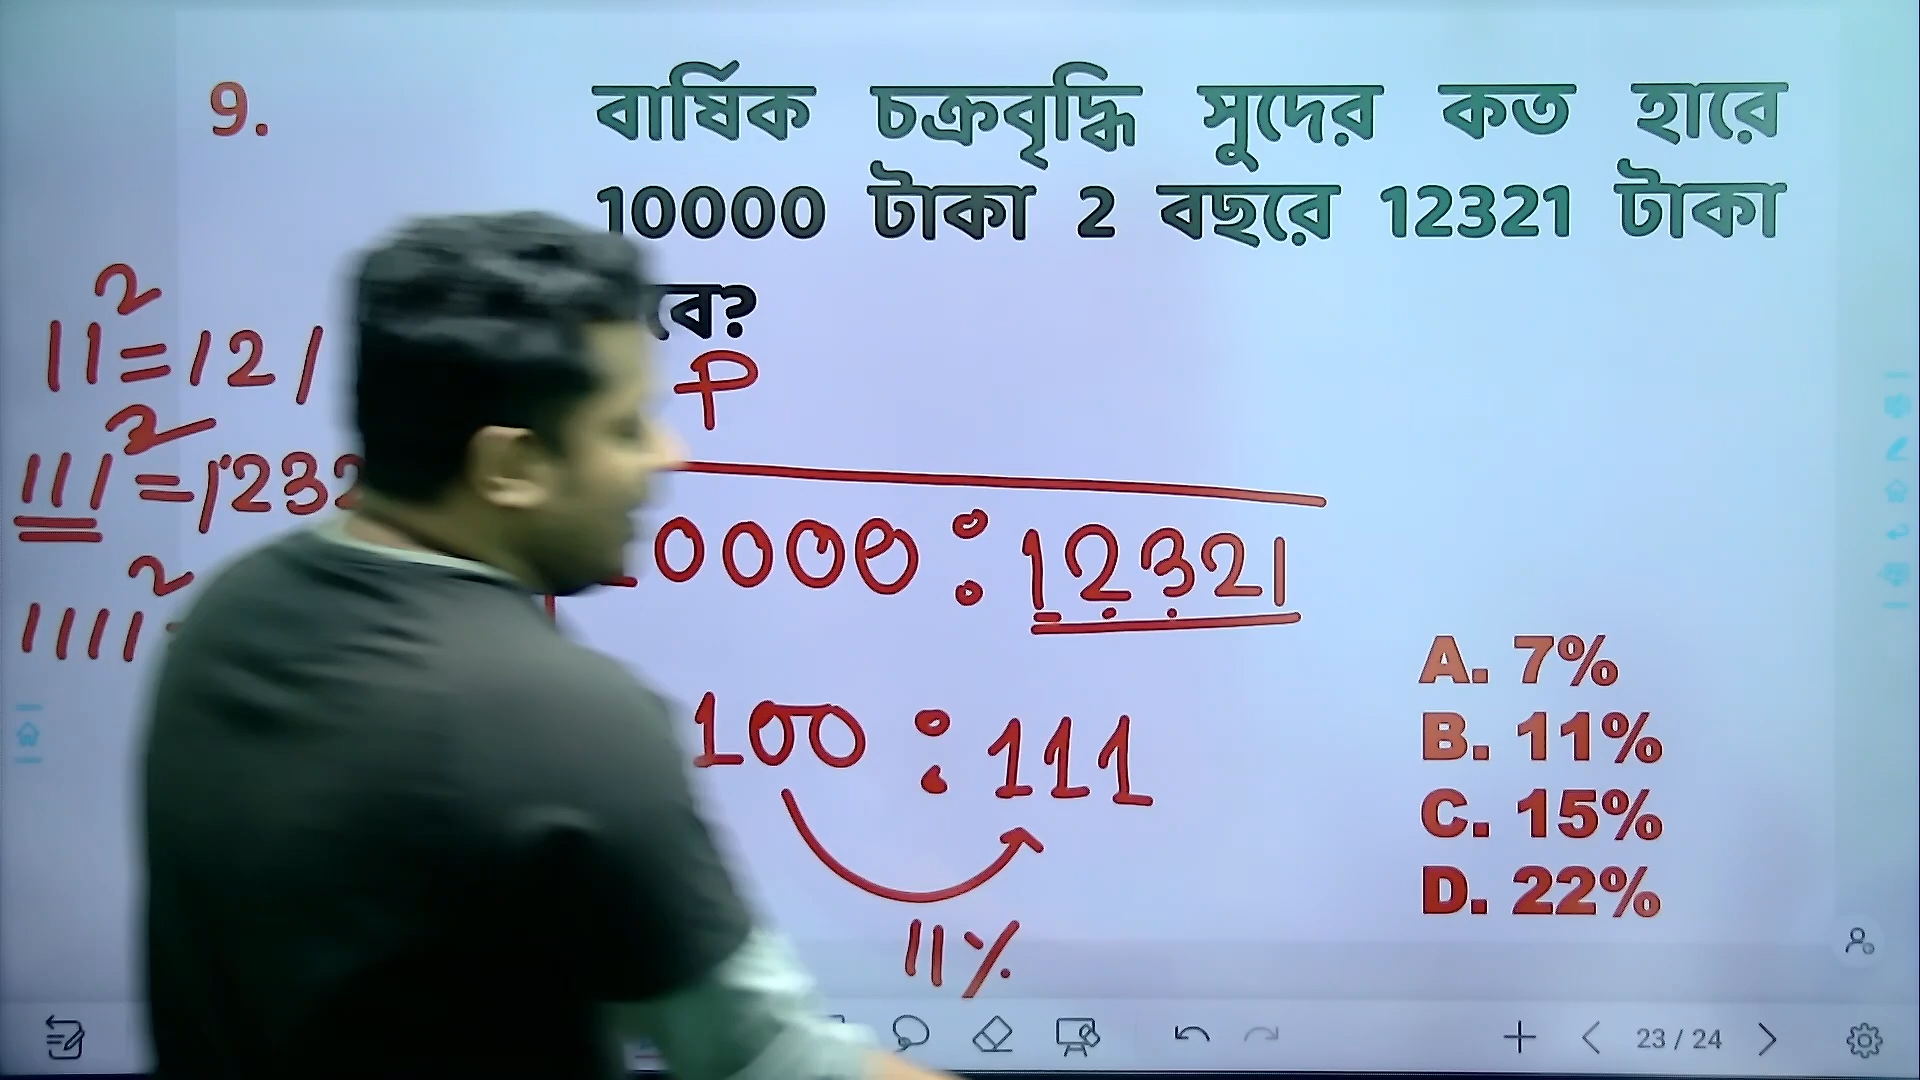 9.
বার্ষিক চক্রবৃদ্ধি সুদের কত হারে
10000 টাকা 2 বছরে 12321 টাকা
বে?
11² = 121
111² = 1232
1111²
P
0000 : 12321
100 : 111
11%
A. 7%
B. 11%
C. 15%
D. 22%
23 / 24